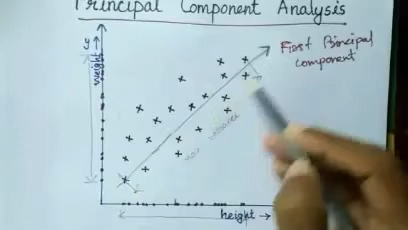 Principal Component Analysis
First Principal
component
weight y
height